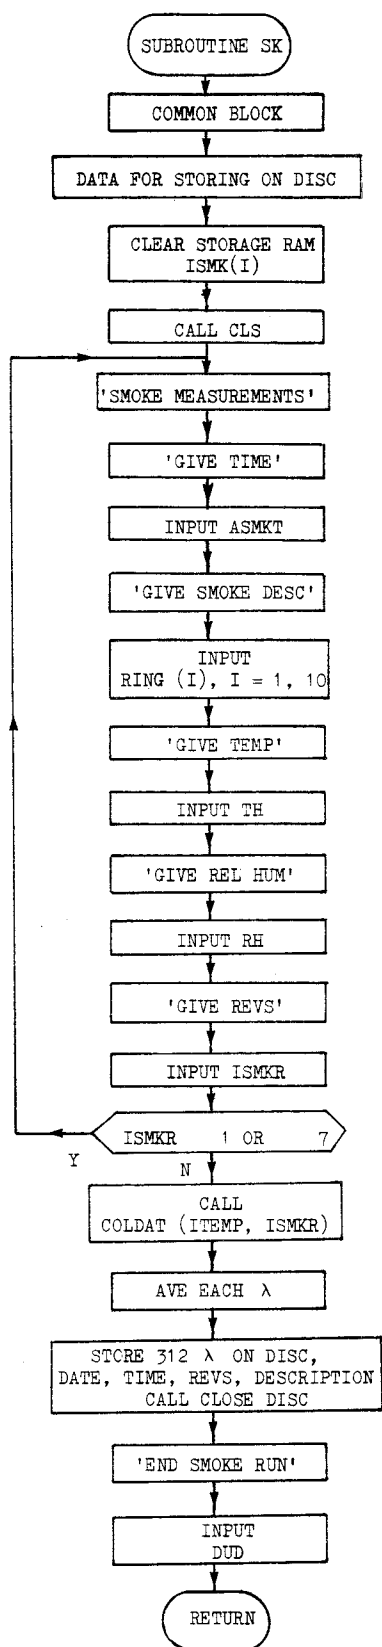 SUBROUTINE SK
COMMON BLOCK
DATA FOR STORING ON DISC
CLEAR STORAGE RAM
ISMK(I)
CALL CLS
'SMOKE MEASUREMENTS'
'GIVE TIME'
INPUT ASMKT
'GIVE SMOKE DESC'
INPUT
RING (I), I = 1, 10
'GIVE TEMP'
INPUT TH
'GIVE REL HUM'
INPUT RH
'GIVE REVS'
INPUT ISMKR
ISMKR 1 OR 7
Y
N
CALL
COLDAT (ITEMP, ISMKR)
AVE EACH λ
STORE 312 λ ON DISC,
DATE, TIME, REVS, DESCRIPTION
CALL CLOSE DISC
'END SMOKE RUN'
INPUT
DUD
RETURN